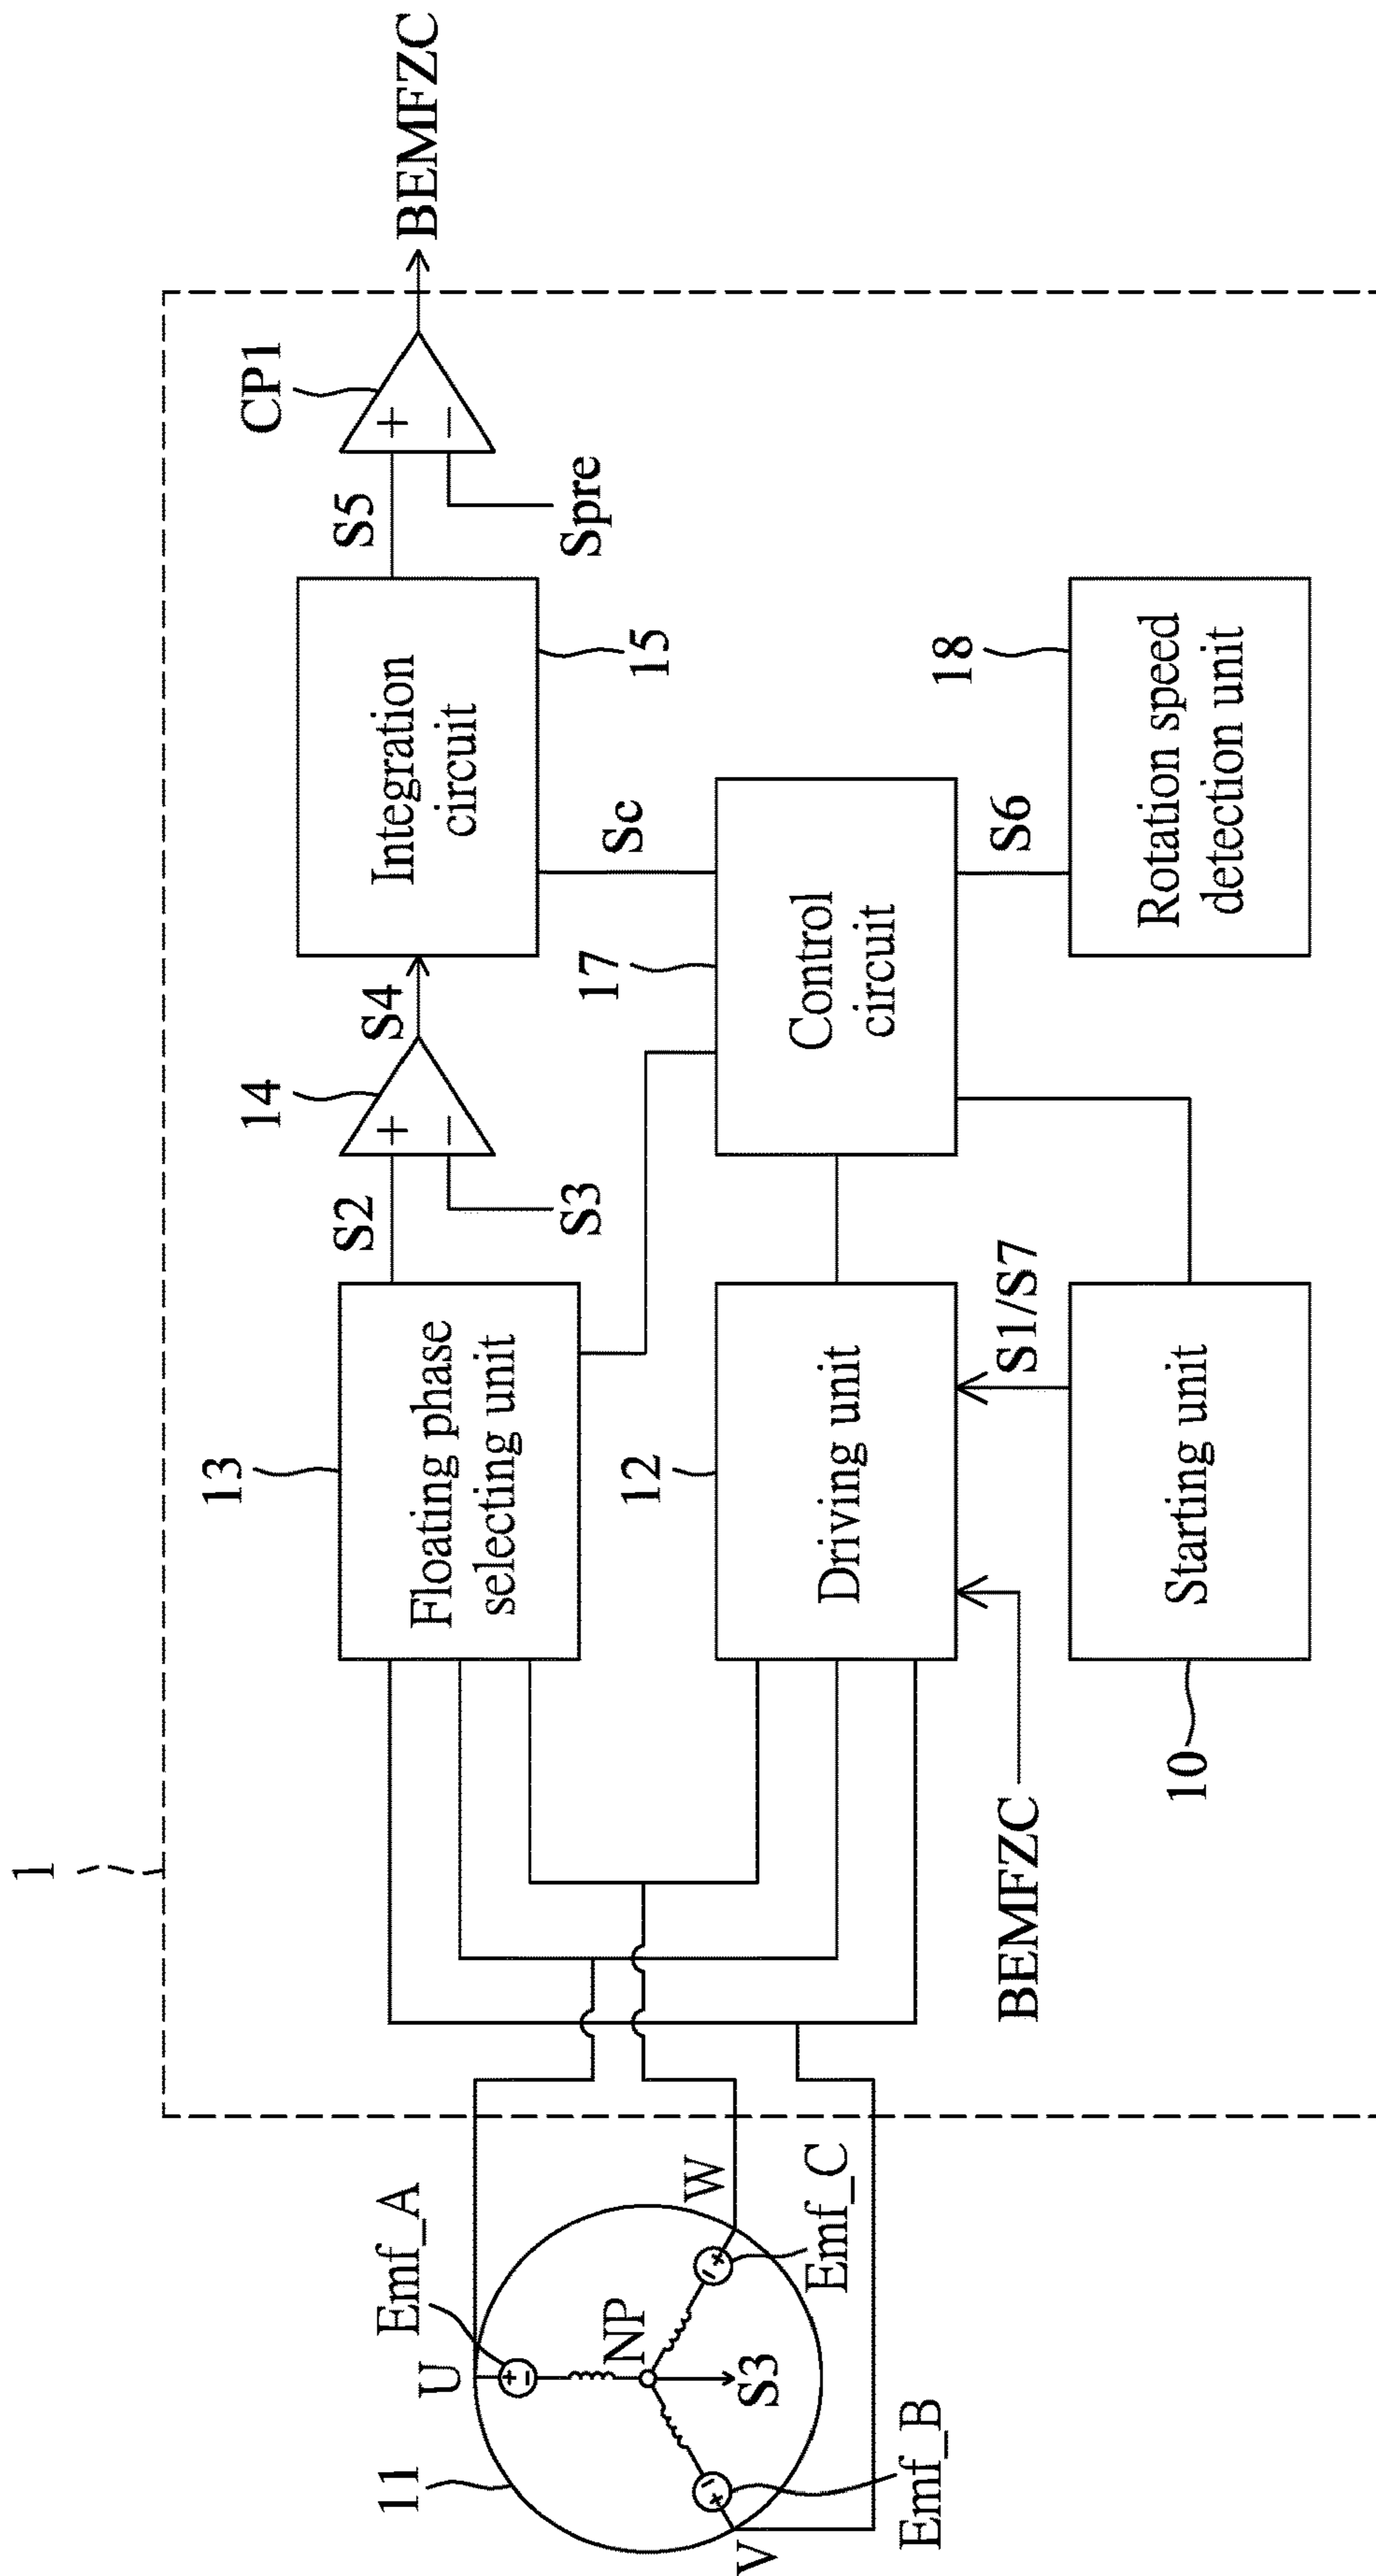 1
11
U
Emf_A
NP
S3
V
Emf_B
W
Emf_C
13
Floating phase
selecting unit
S2
S3
14
S4
Integration
circuit
15
S5
Spre
CP1
BEMFZC
12
Driving unit
BEMFZC
S1/S7
17
Control
circuit
Sc
S6
10
Starting unit
18
Rotation speed
detection unit